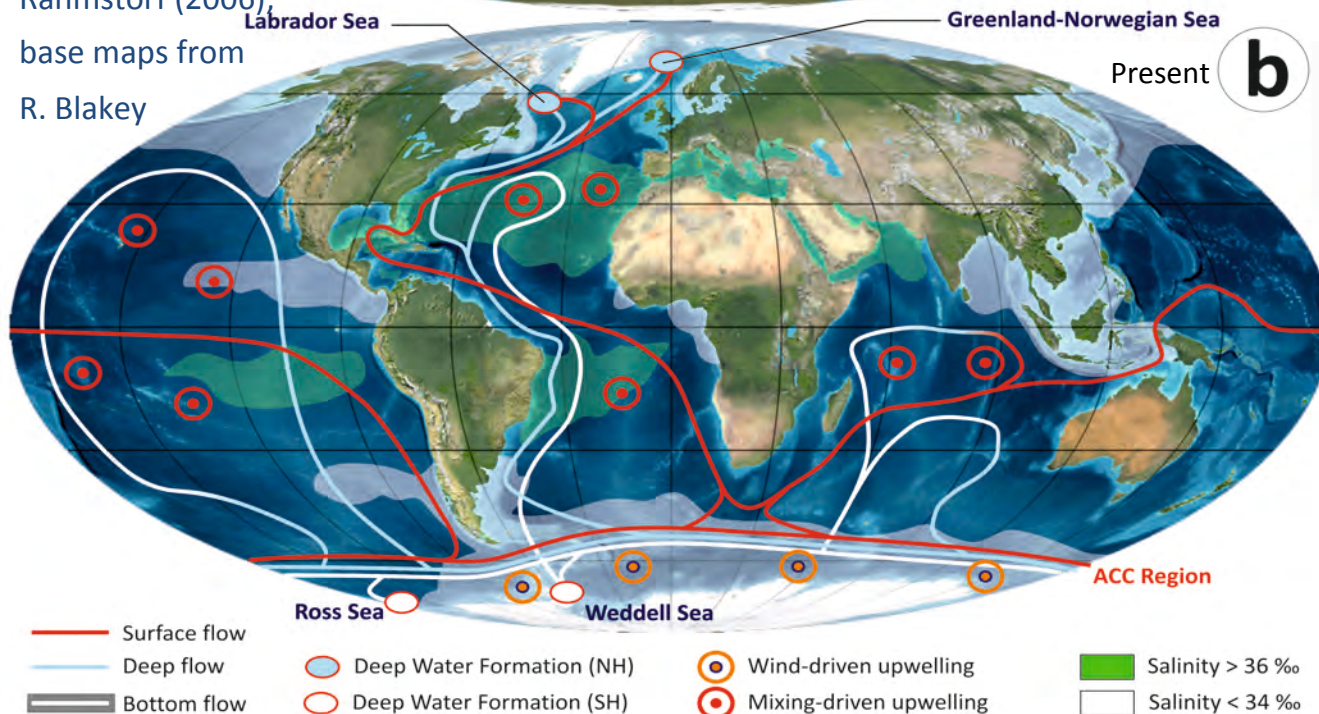 Rahmstorf (2006),
base maps from
R. Blakey
Labrador Sea
Greenland-Norwegian Sea
Present
b
ACC Region
Ross Sea
Weddell Sea
Surface flow
Deep flow
Bottom flow
Deep Water Formation (NH)
Deep Water Formation (SH)
Wind-driven upwelling
Mixing-driven upwelling
Salinity > 36 ‰
Salinity < 34 ‰